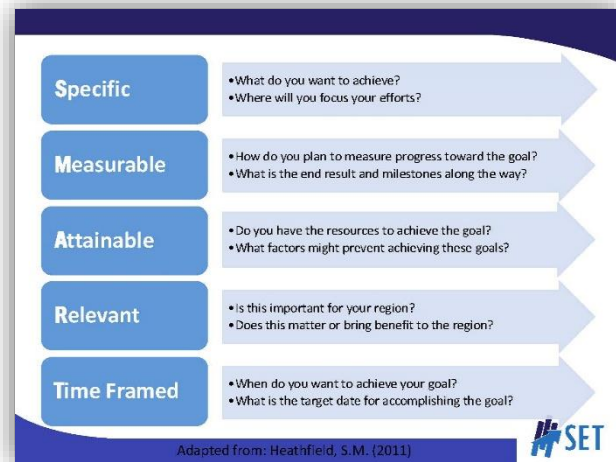 Specific
•What do you want to achieve?
•Where will you focus your efforts?
Measurable
•How do you plan to measure progress toward the goal?
•What is the end result and milestones along the way?
Attainable
•Do you have the resources to achieve the goal?
•What factors might prevent achieving these goals?
Relevant
•Is this important for your region?
•Does this matter or bring benefit to the region?
Time Framed
•When do you want to achieve your goal?
•What is the target date for accomplishing the goal?
Adapted from: Heathfield, S.M. (2011)
SET